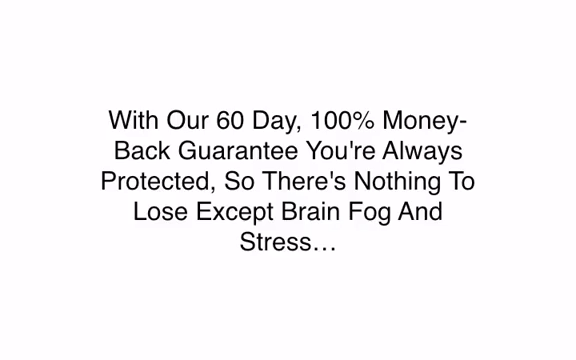 With Our 60 Day, 100% Money-
Back Guarantee You're Always
Protected, So There's Nothing To
Lose Except Brain Fog And
Stress…